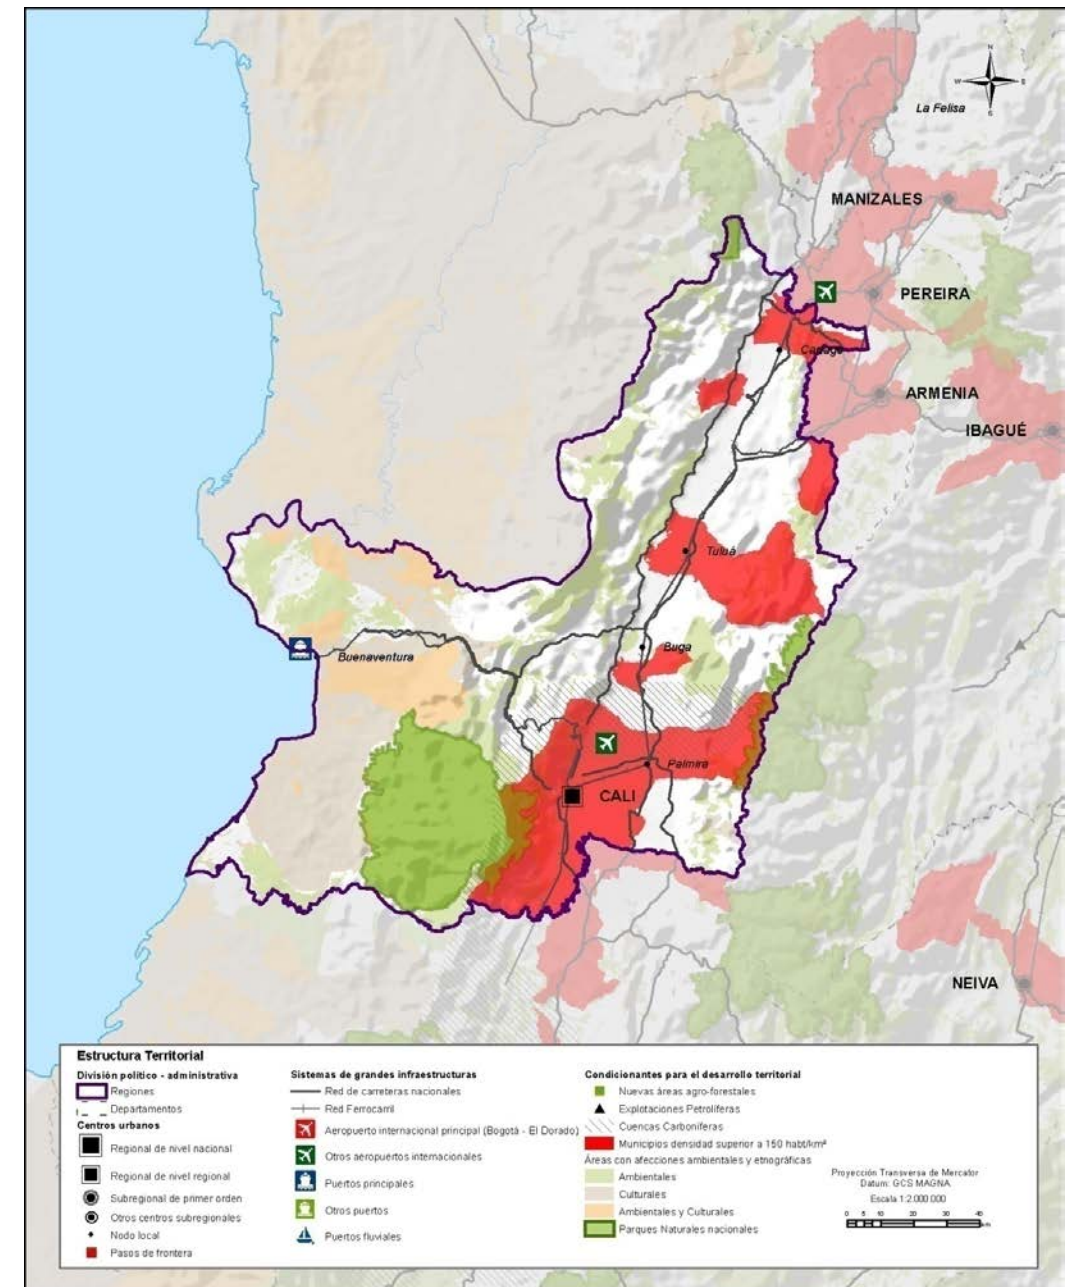 N
W E
S
La Felisa
MANIZALES
PEREIRA
Cartago
ARMENIA
IBAGUÉ
Tuluá
Buga
Buenaventura
Palmira
CALI
NEIVA
Estructura Territorial
División político - administrativa
Regiones
Departamentos
Centros urbanos
Regional de nivel nacional
Regional de nivel regional
Subregional de primer orden
Otros centros subregionales
Nodo local
Pasos de frontera
Sistemas de grandes infraestructuras
Red de carreteras nacionales
Red Ferrocarril
Aeropuerto internacional principal (Bogotá - El Dorado)
Otros aeropuertos internacionales
Puertos principales
Otros puertos
Puertos fluviales
Condicionantes para el desarrollo territorial
Nuevas áreas agro-forestales
Explotaciones Petrolíferas
Cuencas Carboníferas
Municipios densidad superior a 150 habt/km²
Áreas con afecciones ambientales y etnográficas
Ambientales
Culturales
Ambientales y Culturales
Parques Naturales nacionales
Proyección Transversa de Mercator
Datum: GCS MAGNA
Escala 1:2.000.000
0 5 10 20 30 40
km